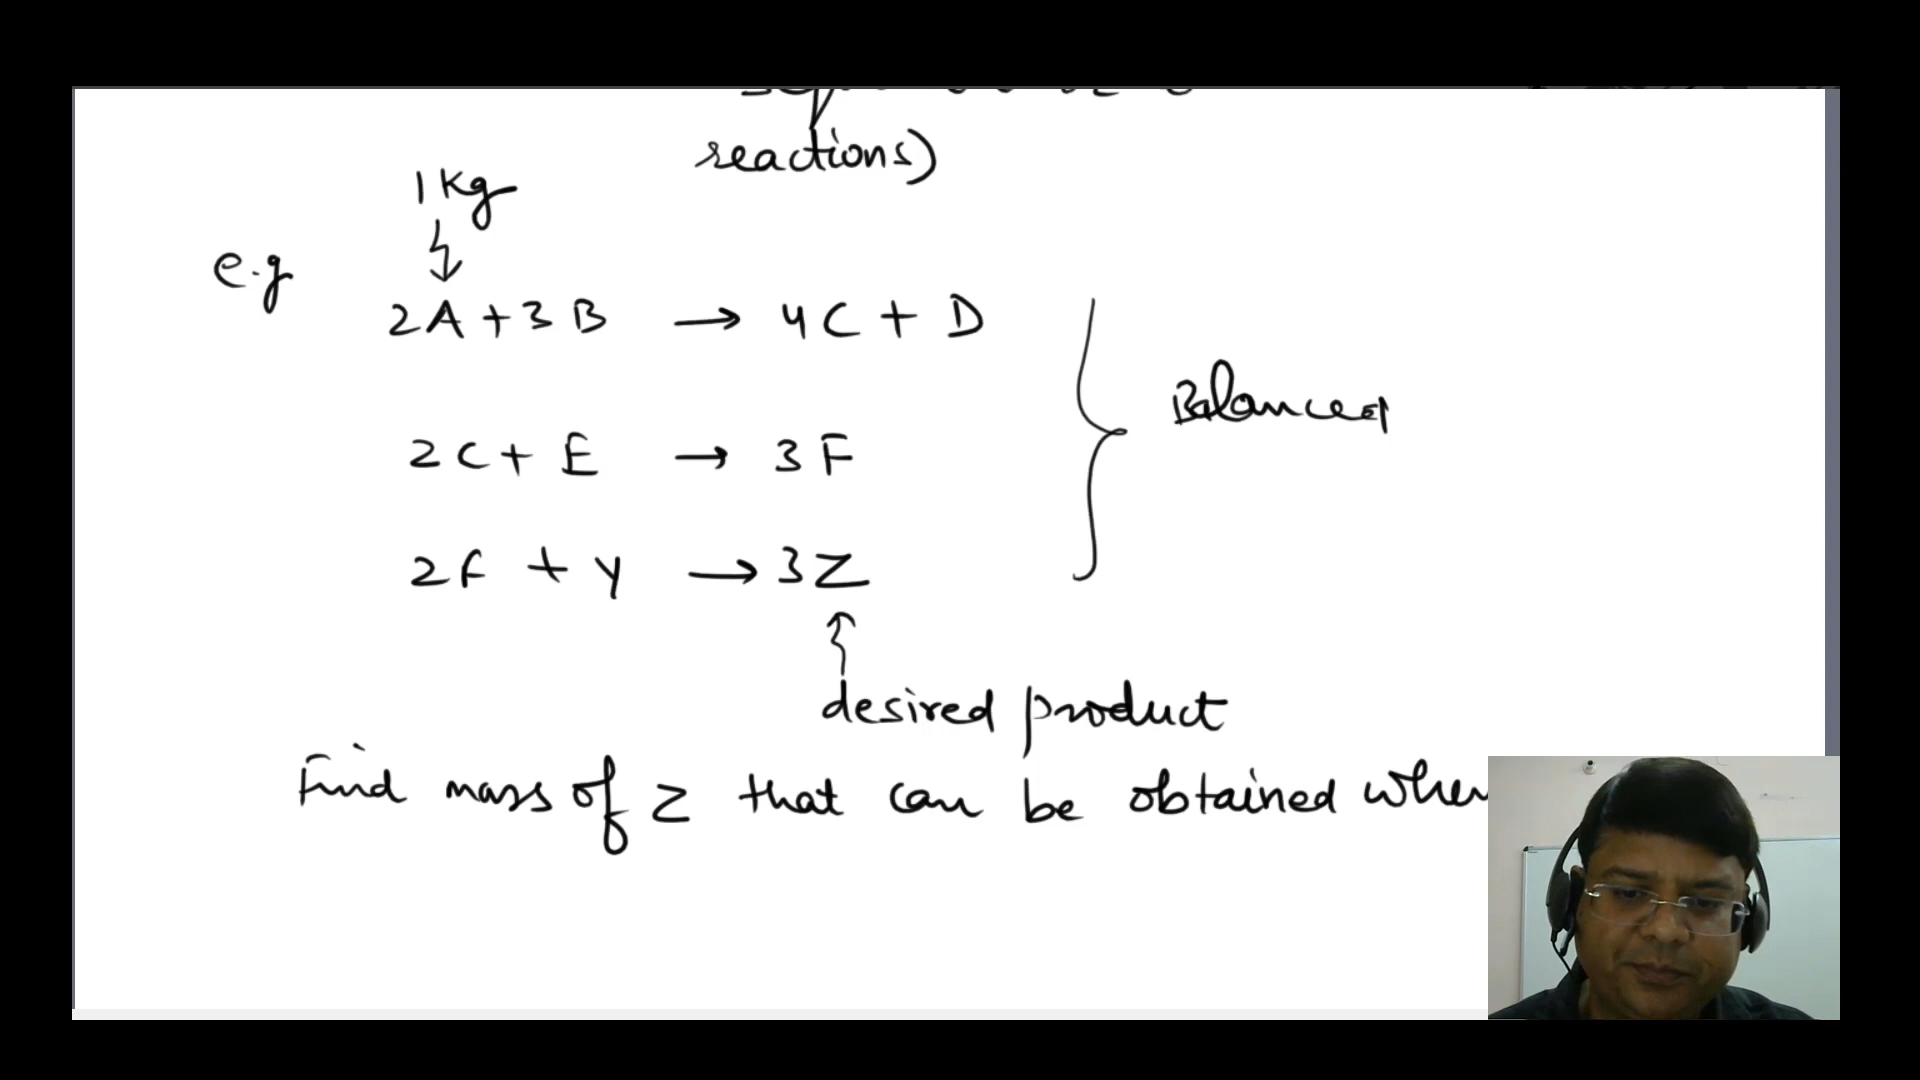 reactions)
1 Kg
e.g
2A + 3B → 4C + D
Balanced
2C + E → 3F
2F + Y → 3Z
desired product
Find mass of Z that can be obtained when